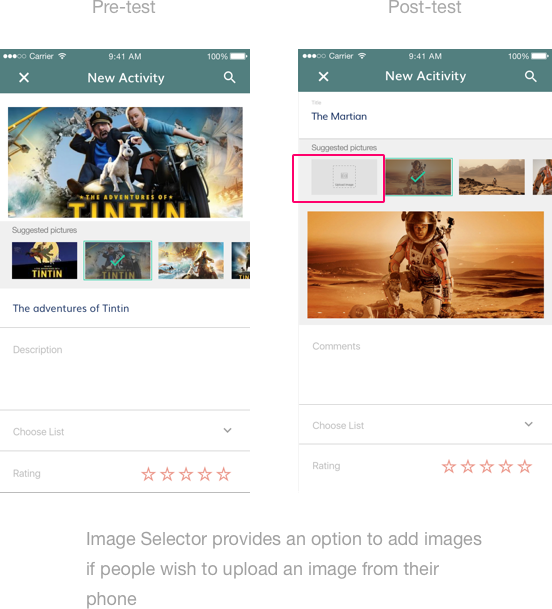 Pre-test
Post-test
●●●○○ Carrier 9:41 AM 100%
New Activity
THE ADVENTURES OF
TINTIN
Suggested pictures
TINTIN
The adventures of Tintin
Description
Choose List
Rating
●●●○○ Carrier 9:41 AM 100%
New Acitivity
Title
The Martian
Suggested pictures
Upload Image
Comments
Choose List
Rating
Image Selector provides an option to add images
if people wish to upload an image from their
phone